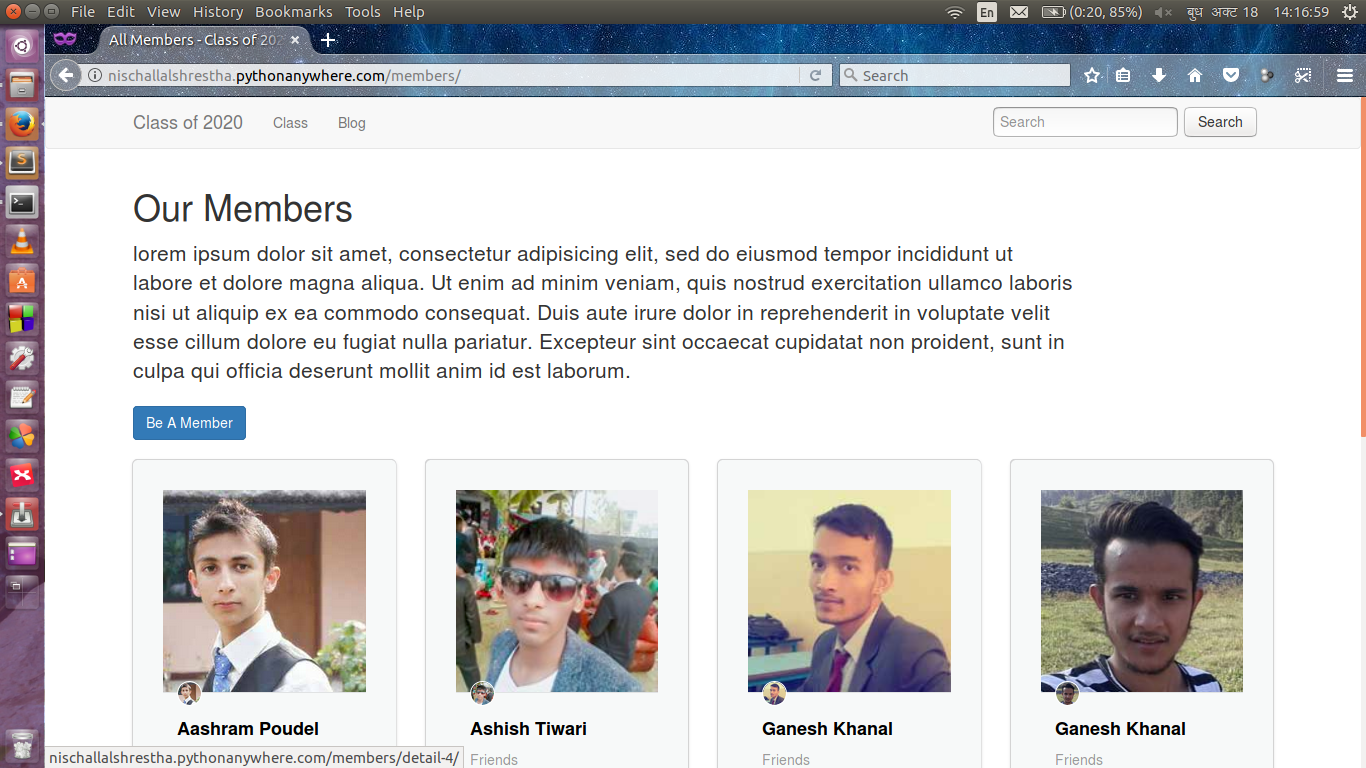 File Edit View History Bookmarks Tools Help
En (0:20, 85%) बुध अक्ट 18 14:16:59
All Members - Class of 202
nischallalshrestha.pythonanywhere.com/members/
Search
Class of 2020 Class Blog Search Search
Our Members
lorem ipsum dolor sit amet, consectetur adipisicing elit, sed do eiusmod tempor incididunt ut
labore et dolore magna aliqua. Ut enim ad minim veniam, quis nostrud exercitation ullamco laboris
nisi ut aliquip ex ea commodo consequat. Duis aute irure dolor in reprehenderit in voluptate velit
esse cillum dolore eu fugiat nulla pariatur. Excepteur sint occaecat cupidatat non proident, sunt in
culpa qui officia deserunt mollit anim id est laborum.
Be A Member
Aashram Poudel Ashish Tiwari Ganesh Khanal Ganesh Khanal
Friends Friends Friends
nischallalshrestha.pythonanywhere.com/members/detail-4/